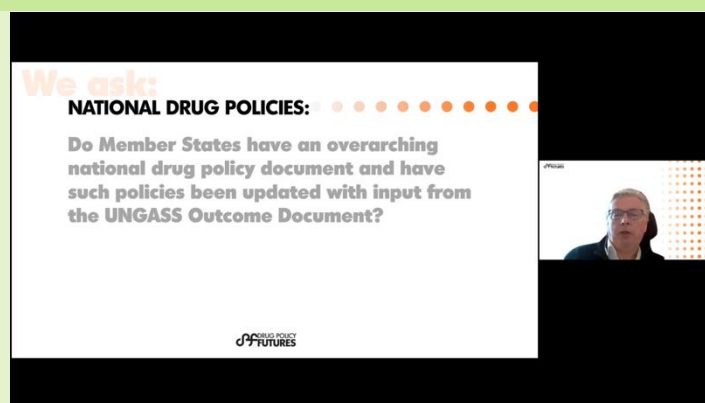 We ask:
NATIONAL DRUG POLICIES:
Do Member States have an overarching
national drug policy document and have
such policies been updated with input from
the UNGASS Outcome Document?
DRUG POLICY
FUTURES